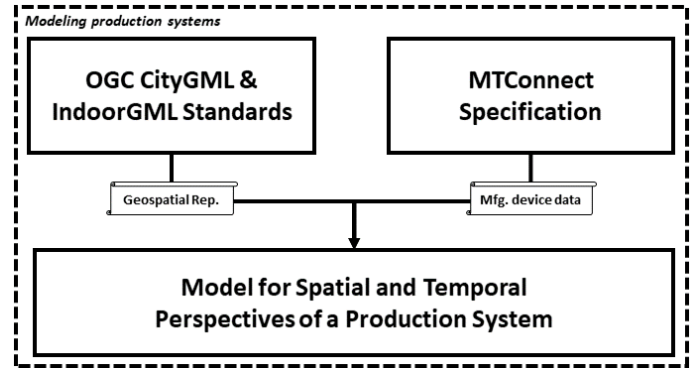 Modeling production systems
OGC CityGML &
IndoorGML Standards
MTConnect
Specification
Geospatial Rep.
Mfg. device data
Model for Spatial and Temporal
Perspectives of a Production System